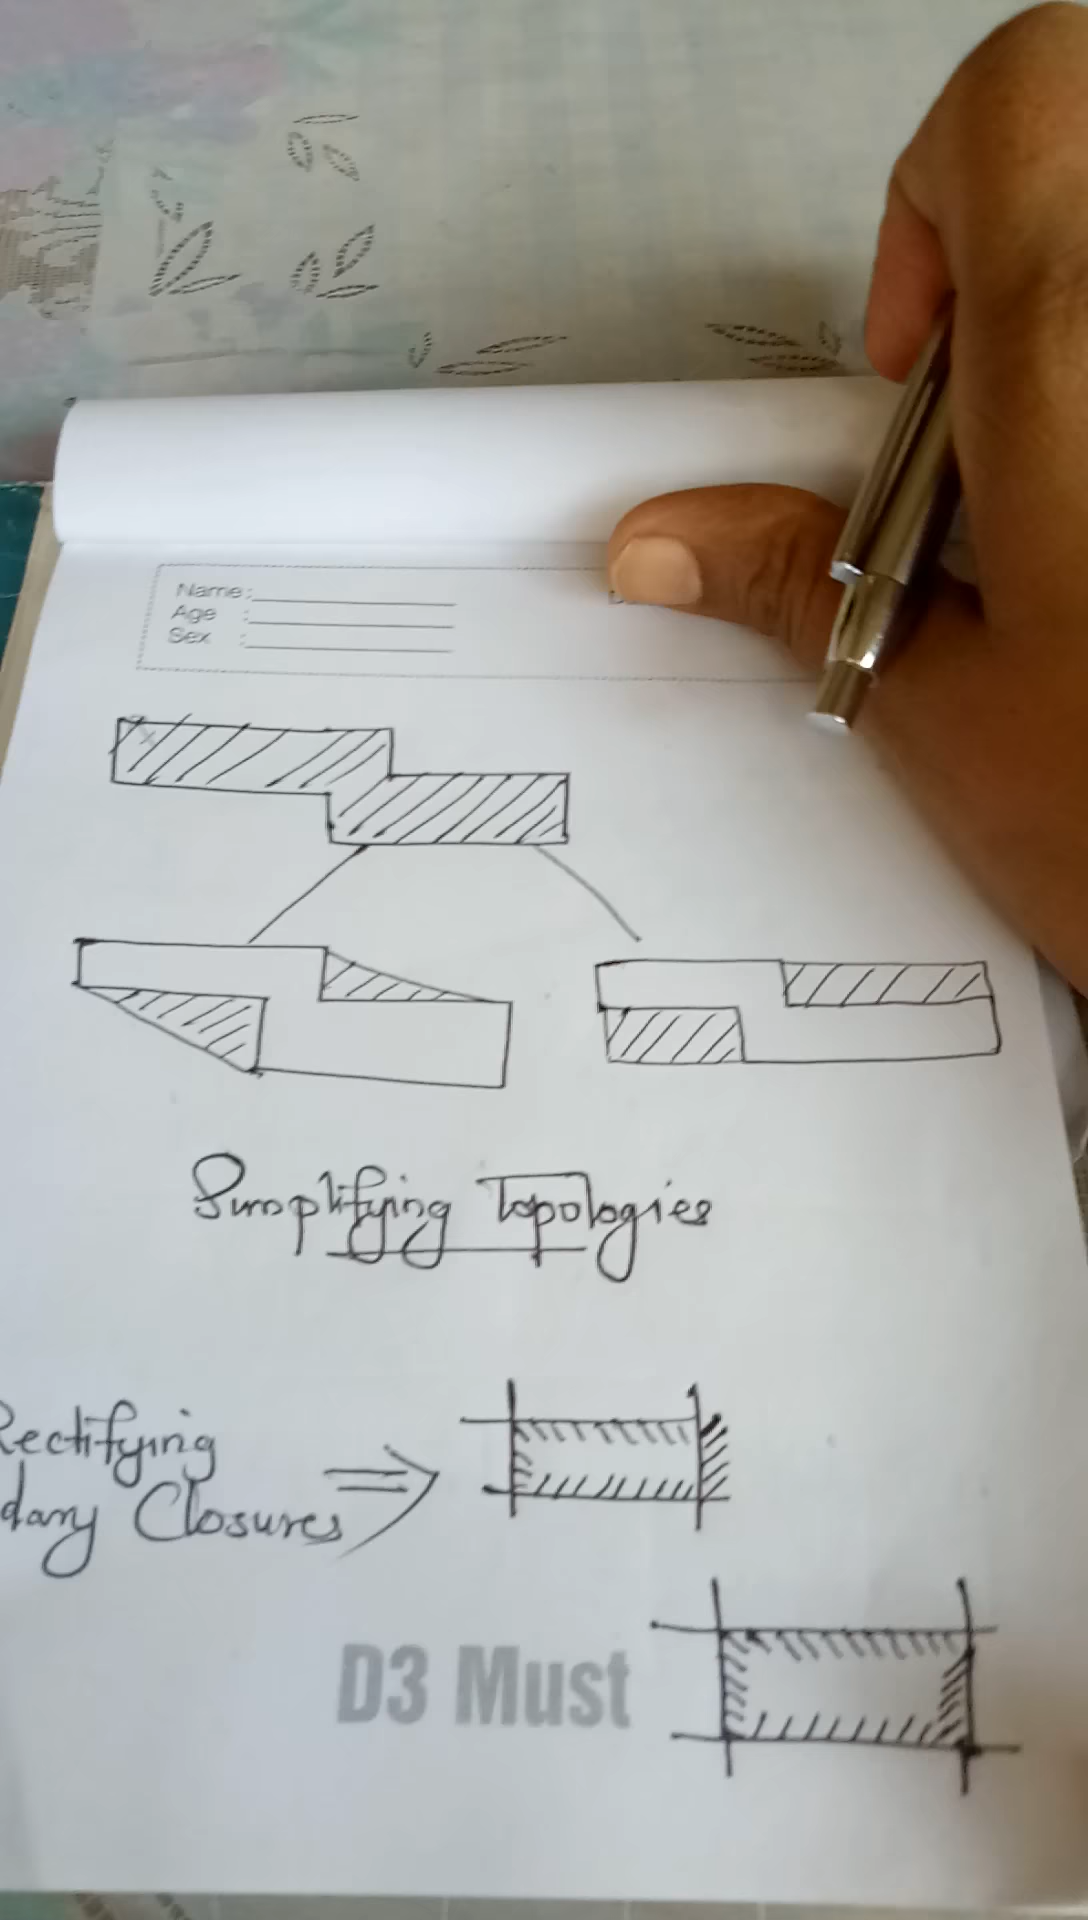 Name:
Age :
Sex :
Simplifying Topologies
Rectifying
dary Closures
D3 Must